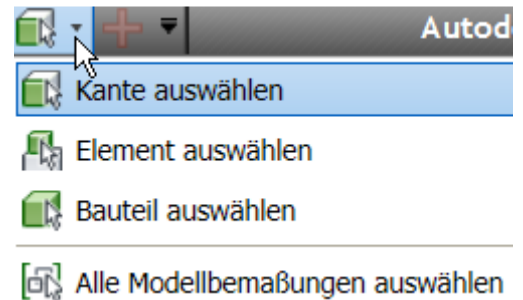 Autod
Kante auswählen
Element auswählen
Bauteil auswählen
Alle Modellbemaßungen auswählen